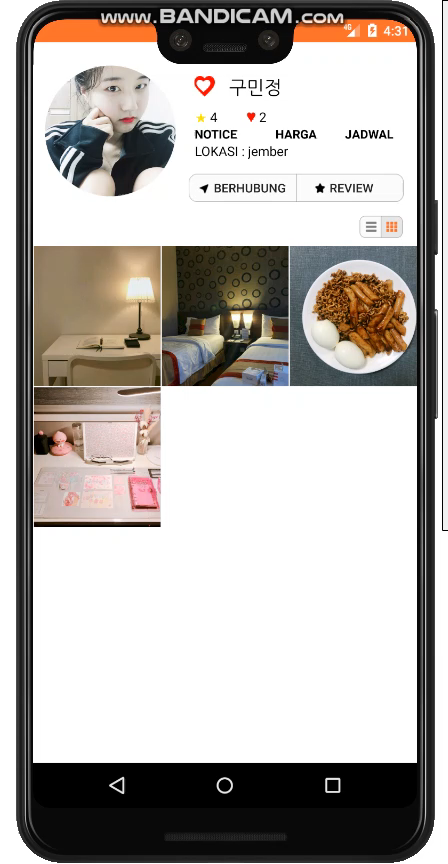 www.BANDICAM.com
4G 4:31
구민정
4 2
NOTICE HARGA JADWAL
LOKASI : jember
BERHUBUNG REVIEW